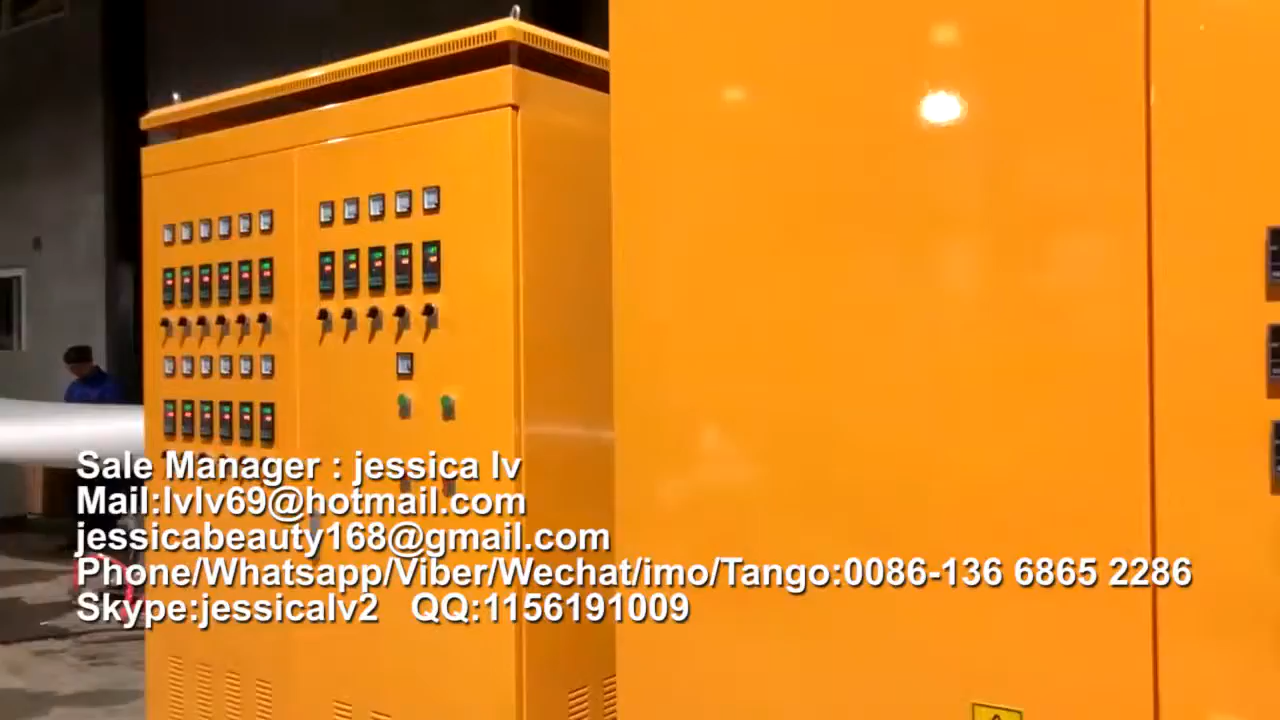 Sale Manager : jessica lv
Mail:lvlv69@hotmail.com
jessicabeauty168@gmail.com
Phone/Whatsapp/Viber/Wechat/imo/Tango:0086-136 6865 2286
Skype:jessicalv2 QQ:1156191009